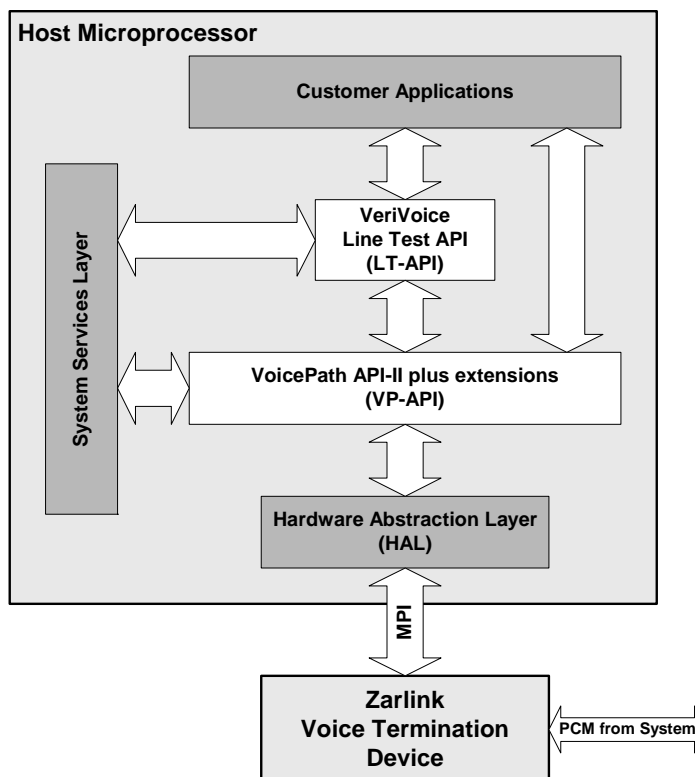 Host Microprocessor
Customer Applications
VeriVoice
Line Test API
(LT-API)
System Services Layer
VoicePath API-II plus extensions
(VP-API)
Hardware Abstraction Layer
(HAL)
MPI
Zarlink
Voice Termination
Device
PCM from System